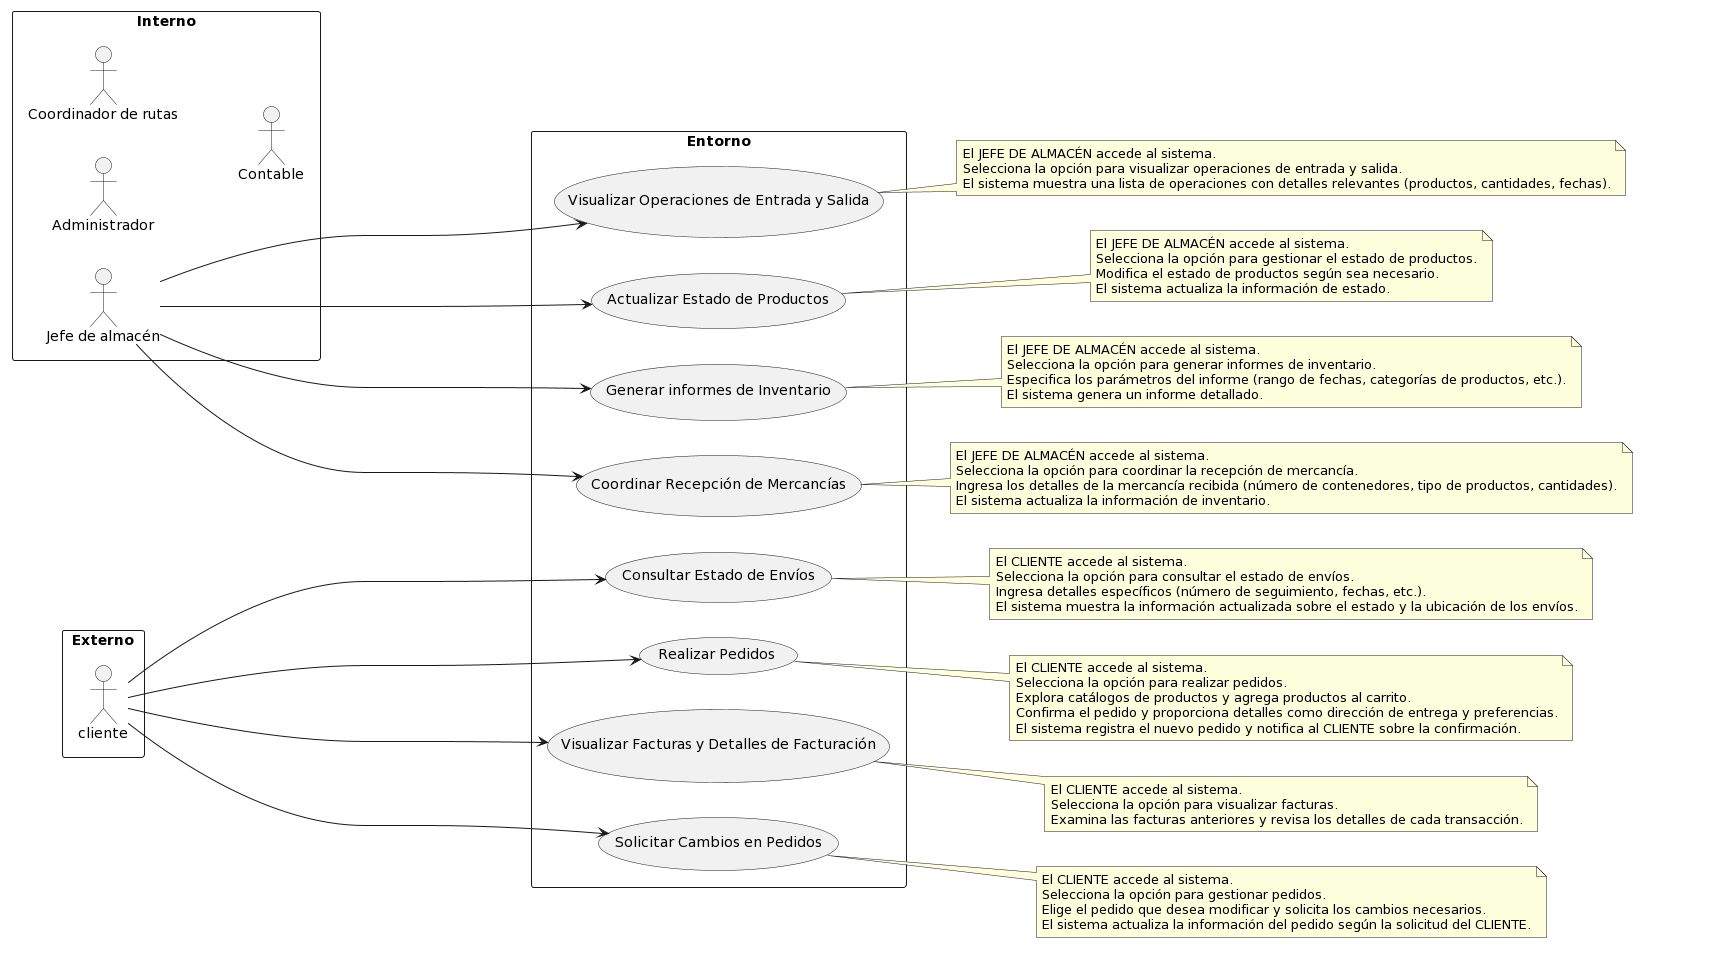 Interno
Coordinador de rutas
Contable
Administrador
Jefe de almacén
Externo
cliente
Entorno
Visualizar Operaciones de Entrada y Salida
Actualizar Estado de Productos
Generar informes de Inventario
Coordinar Recepción de Mercancías
Consultar Estado de Envíos
Realizar Pedidos
Visualizar Facturas y Detalles de Facturación
Solicitar Cambios en Pedidos
El JEFE DE ALMACÉN accede al sistema.
Selecciona la opción para visualizar operaciones de entrada y salida.
El sistema muestra una lista de operaciones con detalles relevantes (productos, cantidades, fechas).
El JEFE DE ALMACÉN accede al sistema.
Selecciona la opción para gestionar el estado de productos.
Modifica el estado de productos según sea necesario.
El sistema actualiza la información de estado.
El JEFE DE ALMACÉN accede al sistema.
Selecciona la opción para generar informes de inventario.
Especifica los parámetros del informe (rango de fechas, categorías de productos, etc.).
El sistema genera un informe detallado.
El JEFE DE ALMACÉN accede al sistema.
Selecciona la opción para coordinar la recepción de mercancía.
Ingresa los detalles de la mercancía recibida (número de contenedores, tipo de productos, cantidades).
El sistema actualiza la información de inventario.
El CLIENTE accede al sistema.
Selecciona la opción para consultar el estado de envíos.
Ingresa detalles específicos (número de seguimiento, fechas, etc.).
El sistema muestra la información actualizada sobre el estado y la ubicación de los envíos.
El CLIENTE accede al sistema.
Selecciona la opción para realizar pedidos.
Explora catálogos de productos y agrega productos al carrito.
Confirma el pedido y proporciona detalles como dirección de entrega y preferencias.
El sistema registra el nuevo pedido y notifica al CLIENTE sobre la confirmación.
El CLIENTE accede al sistema.
Selecciona la opción para visualizar facturas.
Examina las facturas anteriores y revisa los detalles de cada transacción.
El CLIENTE accede al sistema.
Selecciona la opción para gestionar pedidos.
Elige el pedido que desea modificar y solicita los cambios necesarios.
El sistema actualiza la información del pedido según la solicitud del CLIENTE.